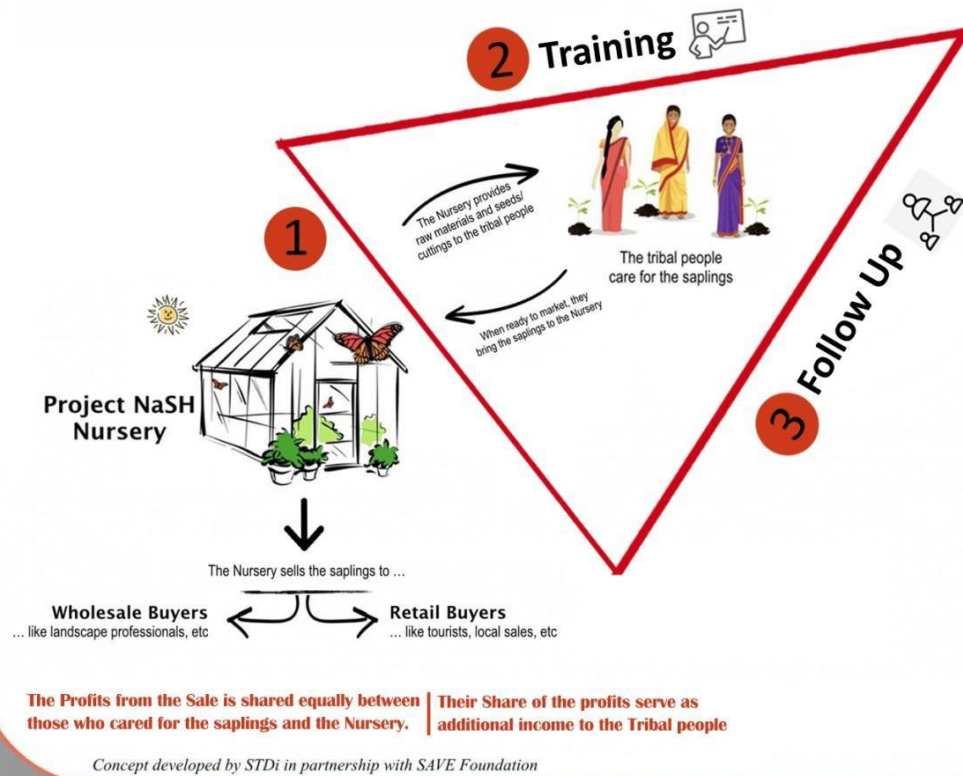 2 Training
1
The Nursery provides
raw materials and seeds/
cuttings to the tribal people
The tribal people
care for the saplings
When ready to market, they
bring the saplings to the Nursery
3 Follow Up
Project NaSH
Nursery
The Nursery sells the saplings to ...
Wholesale Buyers
... like landscape professionals, etc
Retail Buyers
... like tourists, local sales, etc
The Profits from the Sale is shared equally between
those who cared for the saplings and the Nursery.
Their Share of the profits serve as
additional income to the Tribal people
Concept developed by STDi in partnership with SAVE Foundation